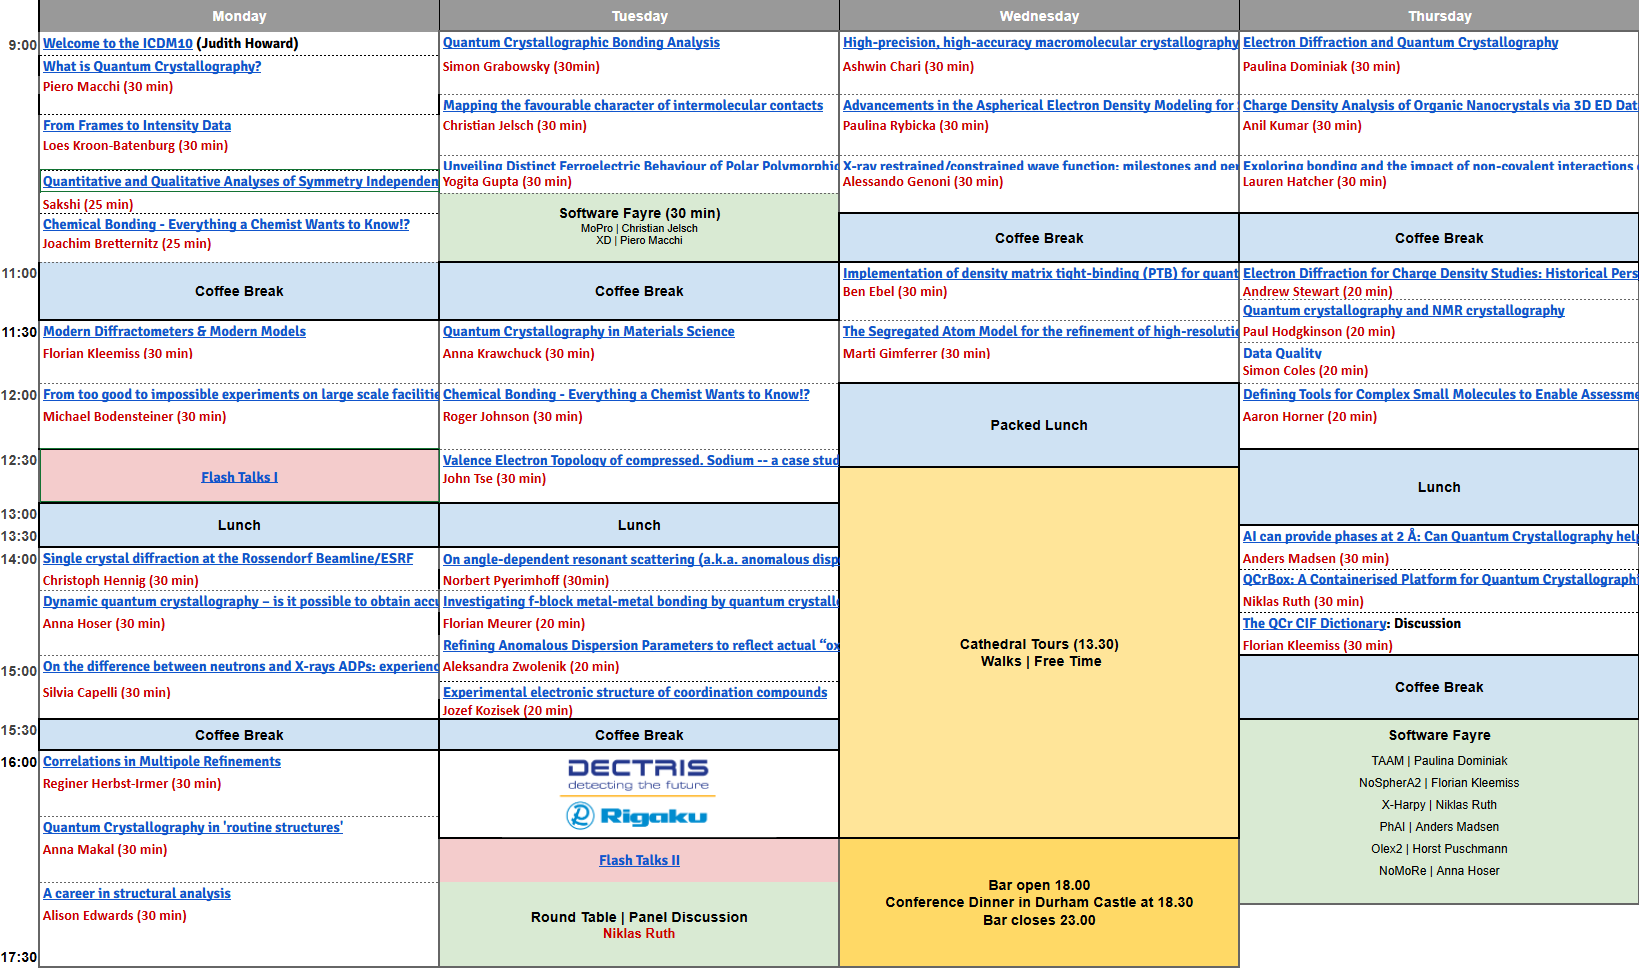 Monday
Tuesday
Wednesday
Thursday
9:00
11:00
11:30
12:00
12:30
13:00
13:30
14:00
15:00
15:30
16:00
17:30
Welcome to the ICDM10 (Judith Howard)
What is Quantum Crystallography?
Piero Macchi (30 min)
From Frames to Intensity Data
Loes Kroon-Batenburg (30 min)
Quantitative and Qualitative Analyses of Symmetry Independen
Sakshi (25 min)
Chemical Bonding - Everything a Chemist Wants to Know!?
Joachim Bretternitz (25 min)
Coffee Break
Modern Diffractometers & Modern Models
Florian Kleemiss (30 min)
From too good to impossible experiments on large scale facilitie
Michael Bodensteiner (30 min)
Flash Talks I
Lunch
Single crystal diffraction at the Rossendorf Beamline/ESRF
Christoph Hennig (30 min)
Dynamic quantum crystallography – is it possible to obtain accu
Anna Hoser (30 min)
On the difference between neutrons and X-rays ADPs: experienc
Silvia Capelli (30 min)
Coffee Break
Correlations in Multipole Refinements
Reginer Herbst-Irmer (30 min)
Quantum Crystallography in 'routine structures'
Anna Makal (30 min)
A career in structural analysis
Alison Edwards (30 min)
Quantum Crystallographic Bonding Analysis
Simon Grabowsky (30min)
Mapping the favourable character of intermolecular contacts
Christian Jelsch (30 min)
Unveiling Distinct Ferroelectric Behaviour of Polar Polymorphic
Yogita Gupta (30 min)
Software Fayre (30 min)
MoPro | Christian Jelsch
XD | Piero Macchi
Coffee Break
Quantum Crystallography in Materials Science
Anna Krawchuck (30 min)
Chemical Bonding - Everything a Chemist Wants to Know!?
Roger Johnson (30 min)
Valence Electron Topology of compressed. Sodium -- a case stud
John Tse (30 min)
Lunch
On angle-dependent resonant scattering (a.k.a. anomalous disp
Norbert Pyerimhoff (30min)
Investigating f-block metal-metal bonding by quantum crystall
Florian Meurer (20 min)
Refining Anomalous Dispersion Parameters to reflect actual “ox
Aleksandra Zwolenik (20 min)
Experimental electronic structure of coordination compounds
Jozef Kozisek (20 min)
Coffee Break
DECTRIS
detecting the future
Rigaku
Flash Talks II
Round Table | Panel Discussion
Niklas Ruth
High-precision, high-accuracy macromolecular crystallography
Ashwin Chari (30 min)
Advancements in the Aspherical Electron Density Modeling for
Paulina Rybicka (30 min)
X-ray restrained/constrained wave function: milestones and per
Alessando Genoni (30 min)
Coffee Break
Implementation of density matrix tight-binding (PTB) for quant
Ben Ebel (30 min)
The Segregated Atom Model for the refinement of high-resolutio
Marti Gimferrer (30 min)
Packed Lunch
Cathedral Tours (13.30)
Walks | Free Time
Bar open 18.00
Conference Dinner in Durham Castle at 18.30
Bar closes 23.00
Electron Diffraction and Quantum Crystallography
Paulina Dominiak (30 min)
Charge Density Analysis of Organic Nanocrystals via 3D ED Dat
Anil Kumar (30 min)
Exploring bonding and the impact of non-covalent interactions
Lauren Hatcher (30 min)
Coffee Break
Electron Diffraction for Charge Density Studies: Historical Pers
Andrew Stewart (20 min)
Quantum crystallography and NMR crystallography
Paul Hodgkinson (20 min)
Data Quality
Simon Coles (20 min)
Defining Tools for Complex Small Molecules to Enable Assessme
Aaron Horner (20 min)
Lunch
AI can provide phases at 2 Å: Can Quantum Crystallography help
Anders Madsen (30 min)
QCrBox: A Containerised Platform for Quantum Crystallographi
Niklas Ruth (30 min)
The QCr CIF Dictionary: Discussion
Florian Kleemiss (30 min)
Coffee Break
Software Fayre
TAAM | Paulina Dominiak
NoSpherA2 | Florian Kleemiss
X-Harpy | Niklas Ruth
PhAI | Anders Madsen
Olex2 | Horst Puschmann
NoMoRe | Anna Hoser